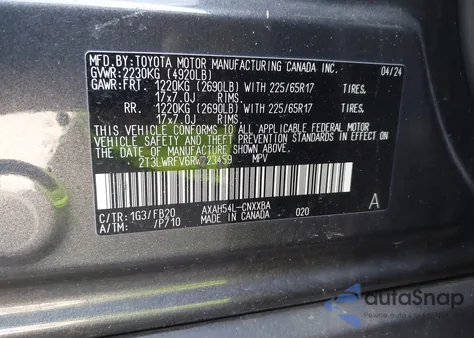 MFD.BY:TOYOTA MOTOR MANUFACTURING CANADA INC. 04/24
GVWR:2230KG (4920LB)
GAWR:FRT. 1220KG (2690LB) WITH 225/65R17 TIRES.
17x7.0J RIMS.
RR. 1220KG (2690LB) WITH 225/65R17 TIRES.
17x7.0J RIMS.
THIS VEHICLE CONFORMS TO ALL APPLICABLE FEDERAL MOTOR
VEHICLE SAFETY AND THEFT PREVENTION STANDARDS IN EFFECT ON
THE DATE OF MANUFACTURE SHOWN ABOVE.
MPV
C/TR: 1G3/FB20 AXAH54L-CNXXBA
A/TM: /P710 MADE IN CANADA 020 A
autoSnap